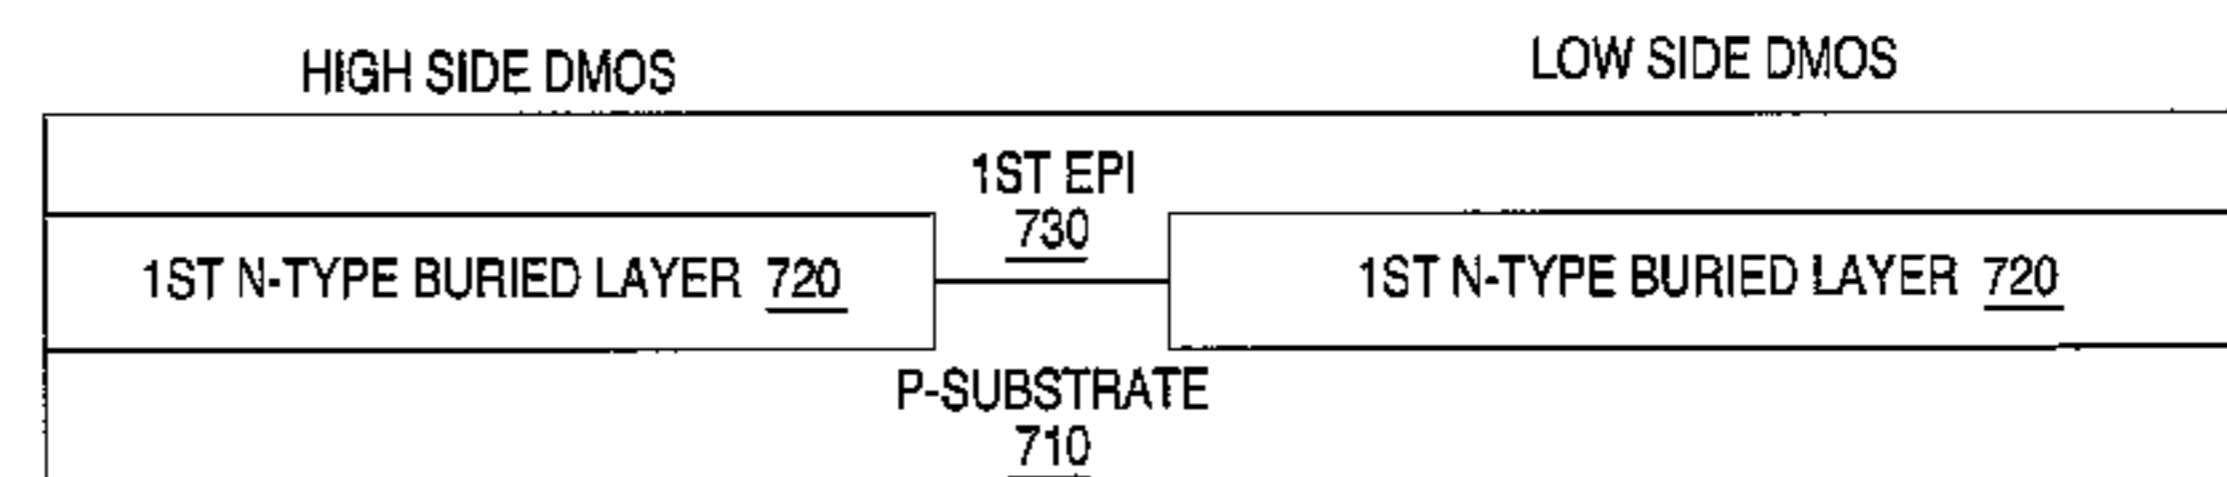 HIGH SIDE DMOS
LOW SIDE DMOS
1ST EPI
730
1ST N-TYPE BURIED LAYER 720
1ST N-TYPE BURIED LAYER 720
P-SUBSTRATE
710